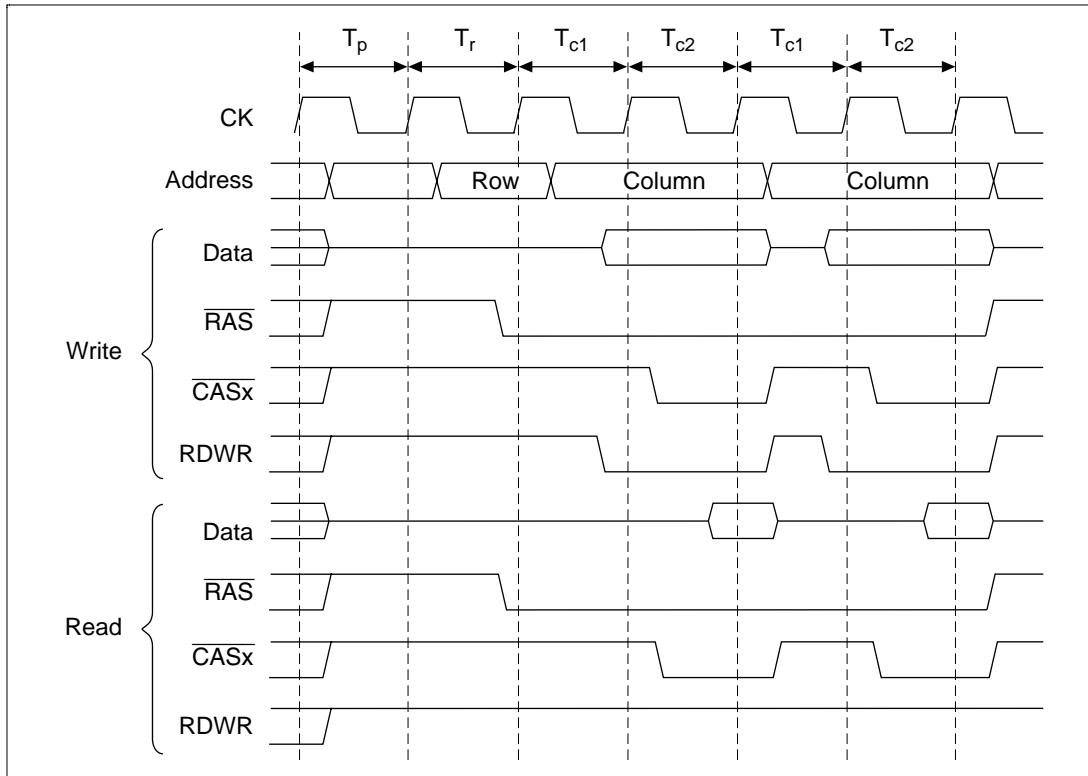 Tp Tr Tc1 Tc2 Tc1 Tc2
CK
Address Row Column Column
Data
RAS
Write
CASx
RDWR
Data
RAS
Read
CASx
RDWR